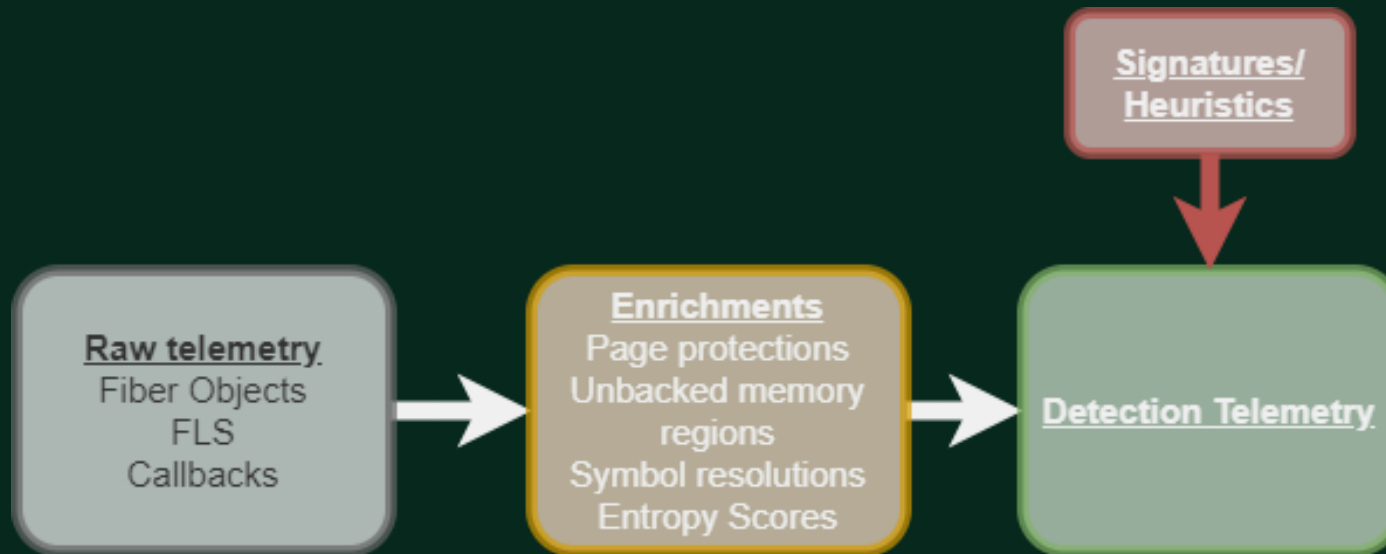 Signatures/
Heuristics
Raw telemetry
Fiber Objects
FLS
Callbacks
Enrichments
Page protections
Unbacked memory
regions
Symbol resolutions
Entropy Scores
Detection Telemetry